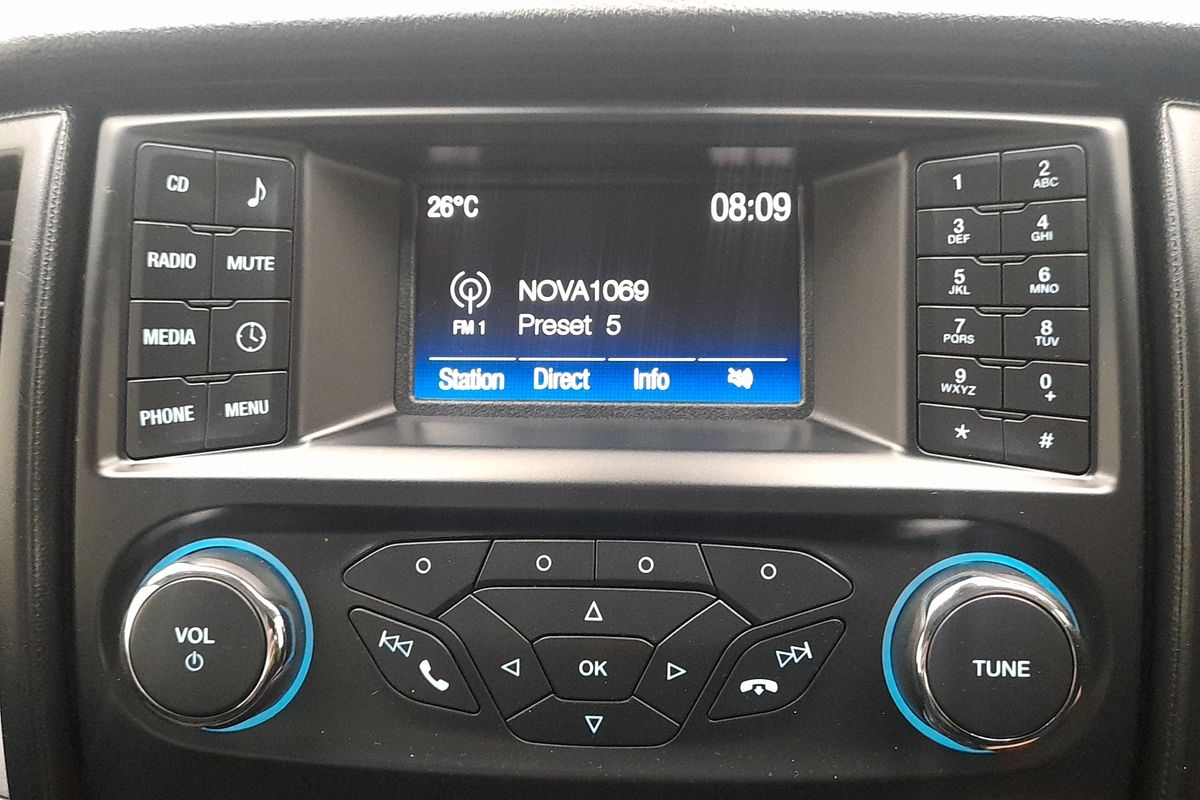 CD
RADIO MUTE
MEDIA
PHONE MENU
26°C 08:09
NOVA1069
FM 1 Preset 5
Station Direct Info
1 2 ABC
3 DEF 4 GHI
5 JKL 6 MNO
7 PQRS 8 TUV
9 WXYZ 0 +
* #
VOL
OK
TUNE